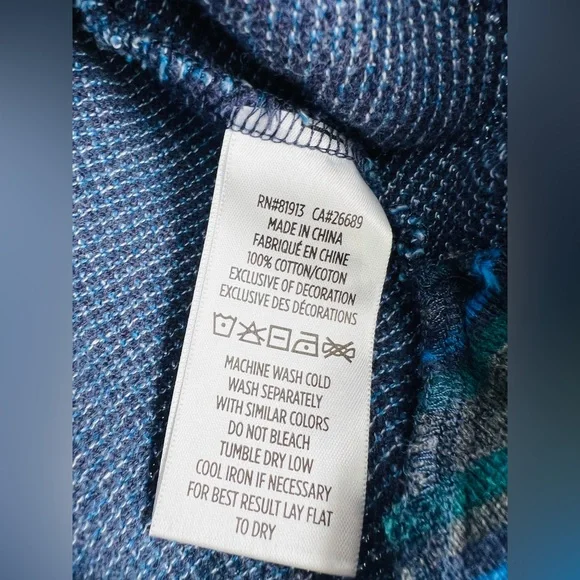 RN#81913 CA#26689
MADE IN CHINA
FABRIQUÉ EN CHINE
100% COTTON/COTON
EXCLUSIVE OF DECORATION
EXCLUSIVE DES DÉCORATIONS
MACHINE WASH COLD
WASH SEPARATELY
WITH SIMILAR COLORS
DO NOT BLEACH
TUMBLE DRY LOW
COOL IRON IF NECESSARY
FOR BEST RESULT LAY FLAT
TO DRY